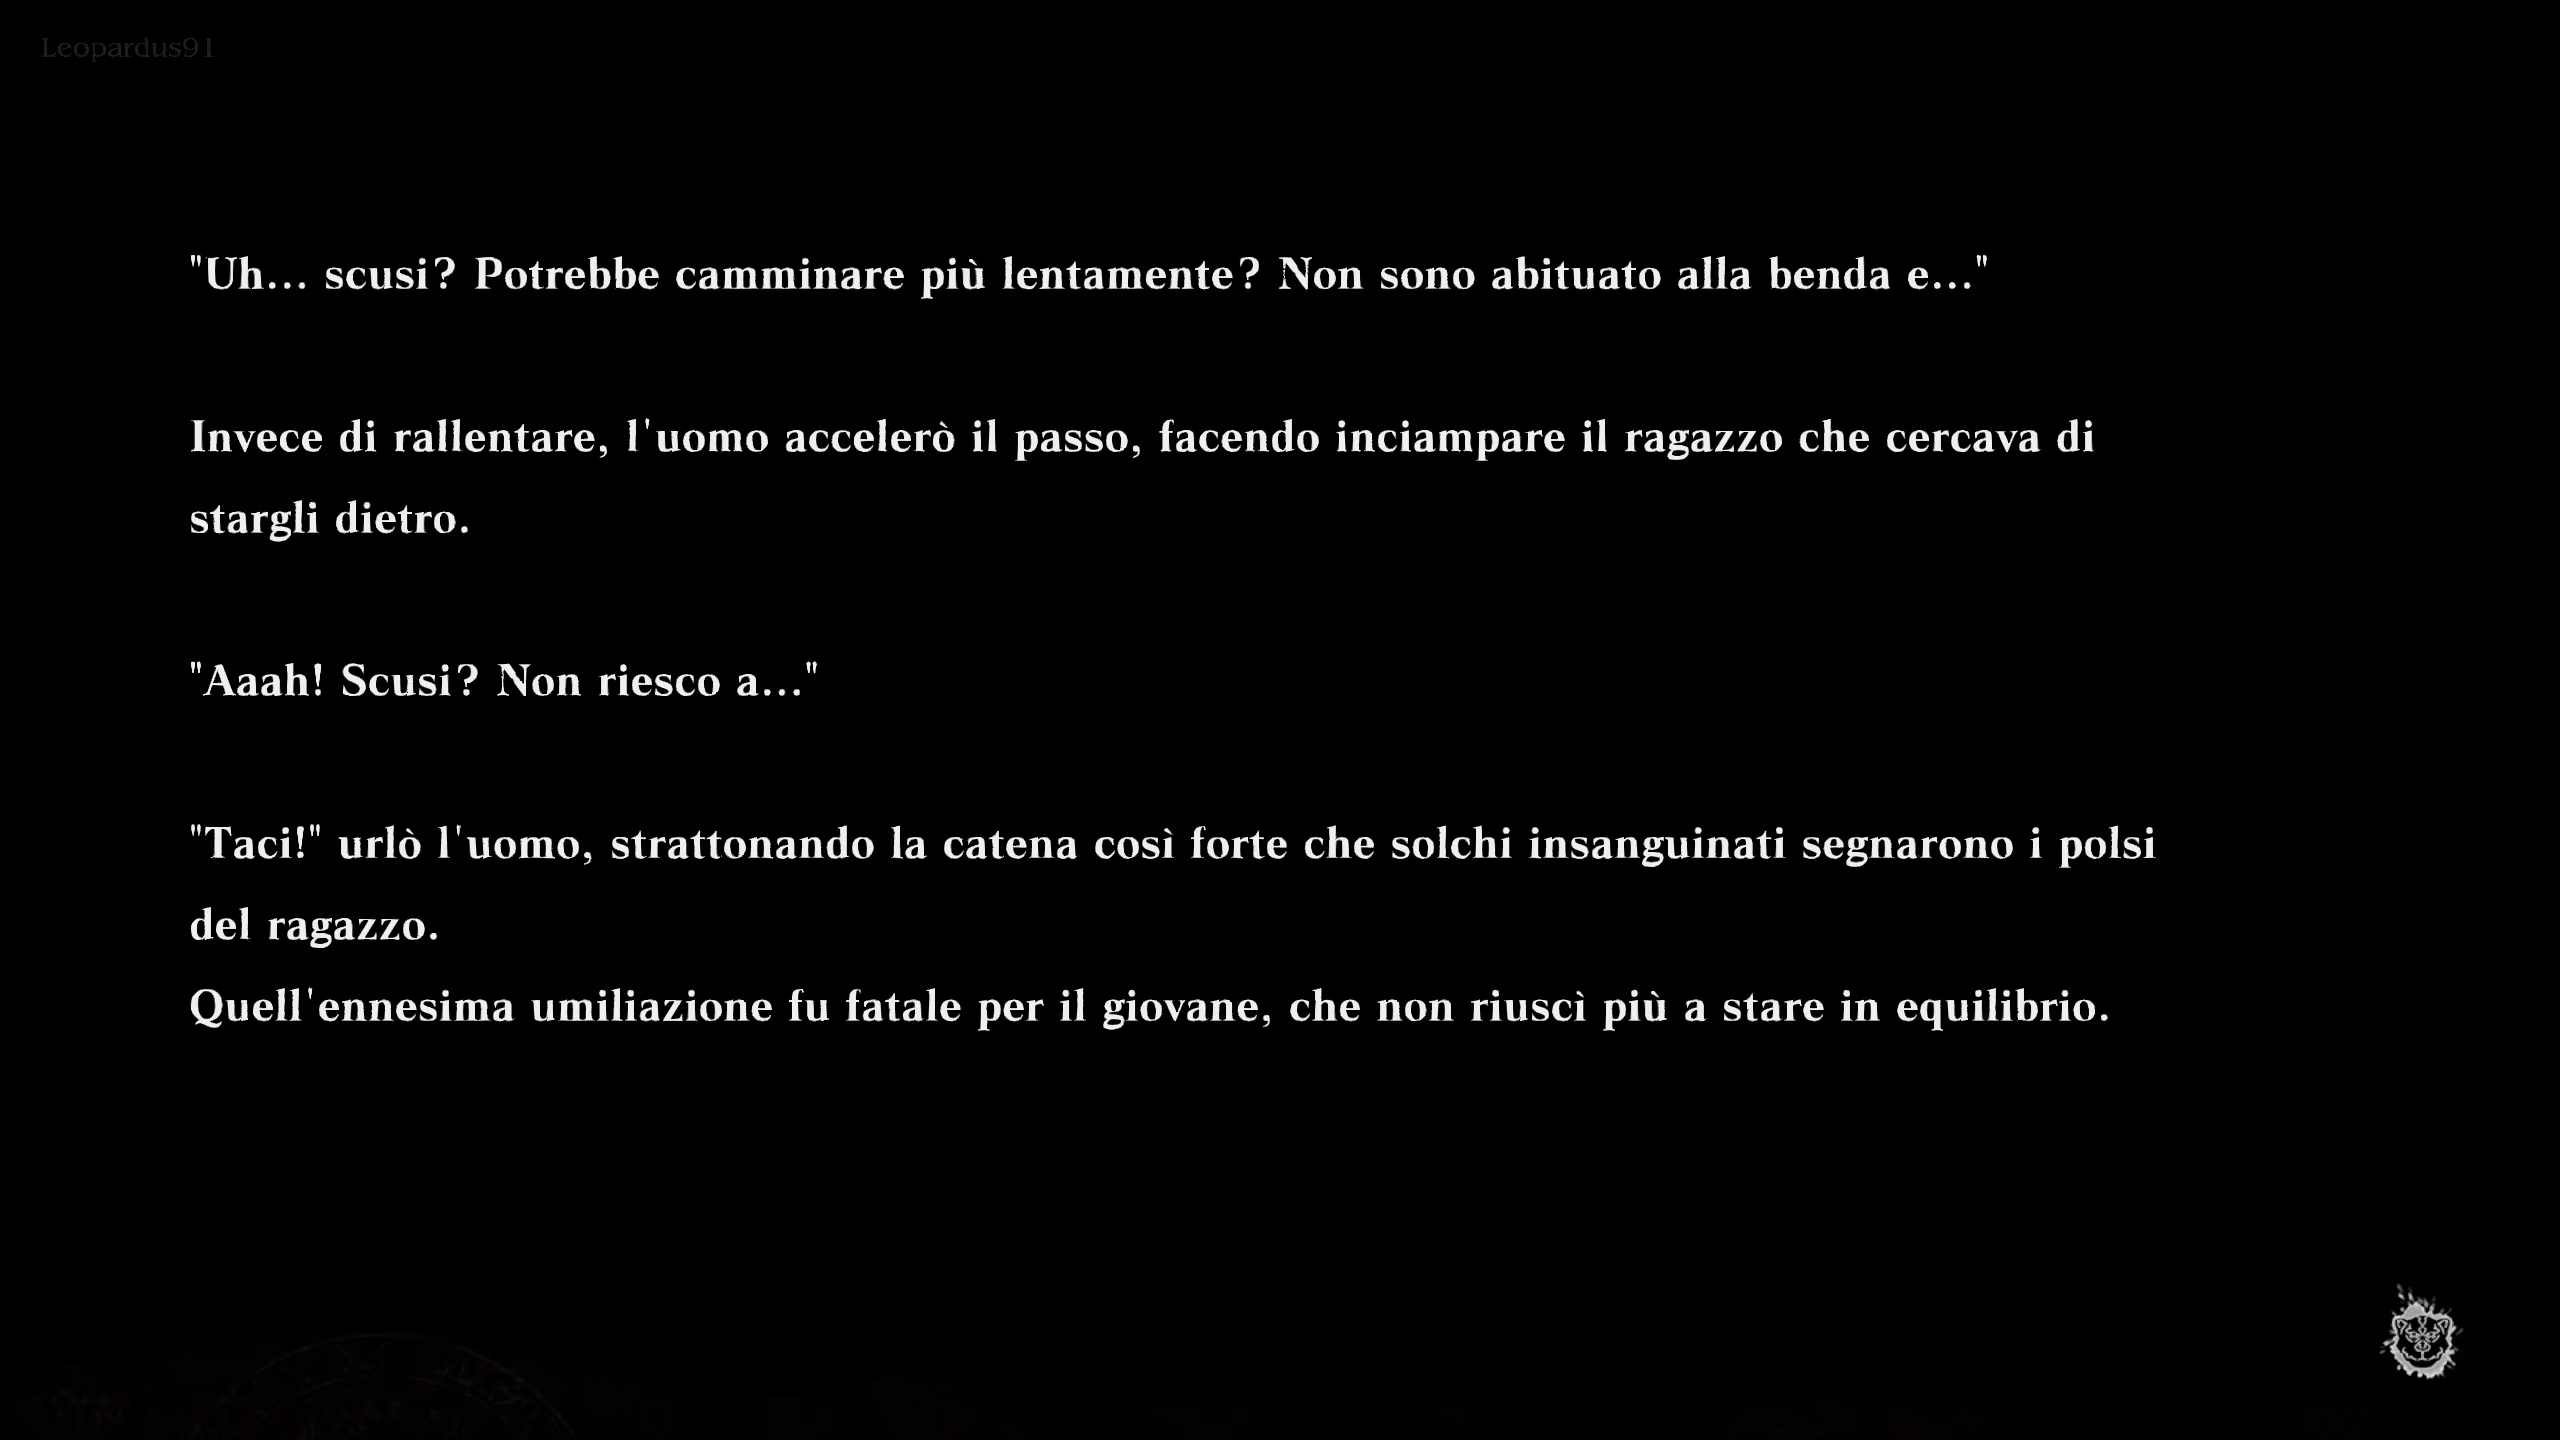 Leopardus91
"Uh... scusi? Potrebbe camminare più lentamente? Non sono abituato alla benda e..."
Invece di rallentare, l'uomo accelerò il passo, facendo inciampare il ragazzo che cercava di
stargli dietro.
"Aaah! Scusi? Non riesco a..."
"Taci!" urlò l'uomo, strattonando la catena così forte che solchi insanguinati segnarono i polsi
del ragazzo.
Quell'ennesima umiliazione fu fatale per il giovane, che non riuscì più a stare in equilibrio.